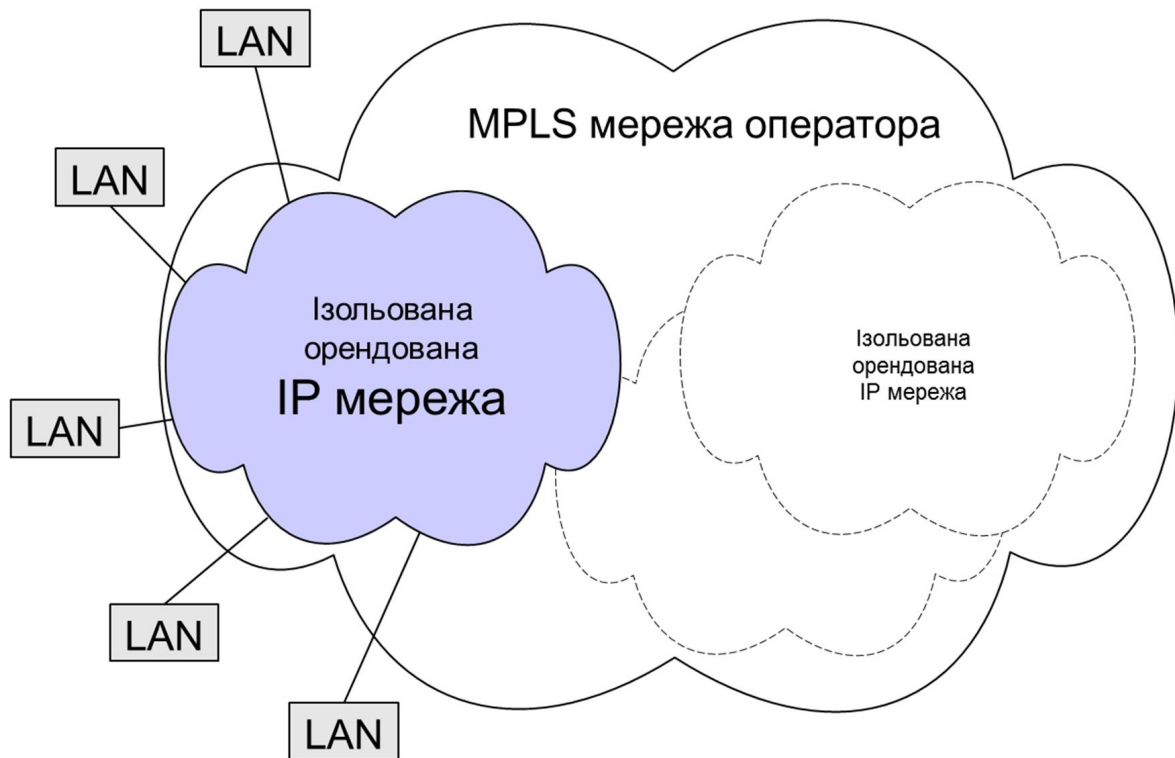 LAN
MPLS мережа оператора
LAN
Ізольована
орендована
IP мережа
Ізольована
орендована
IP мережа
LAN
LAN
LAN